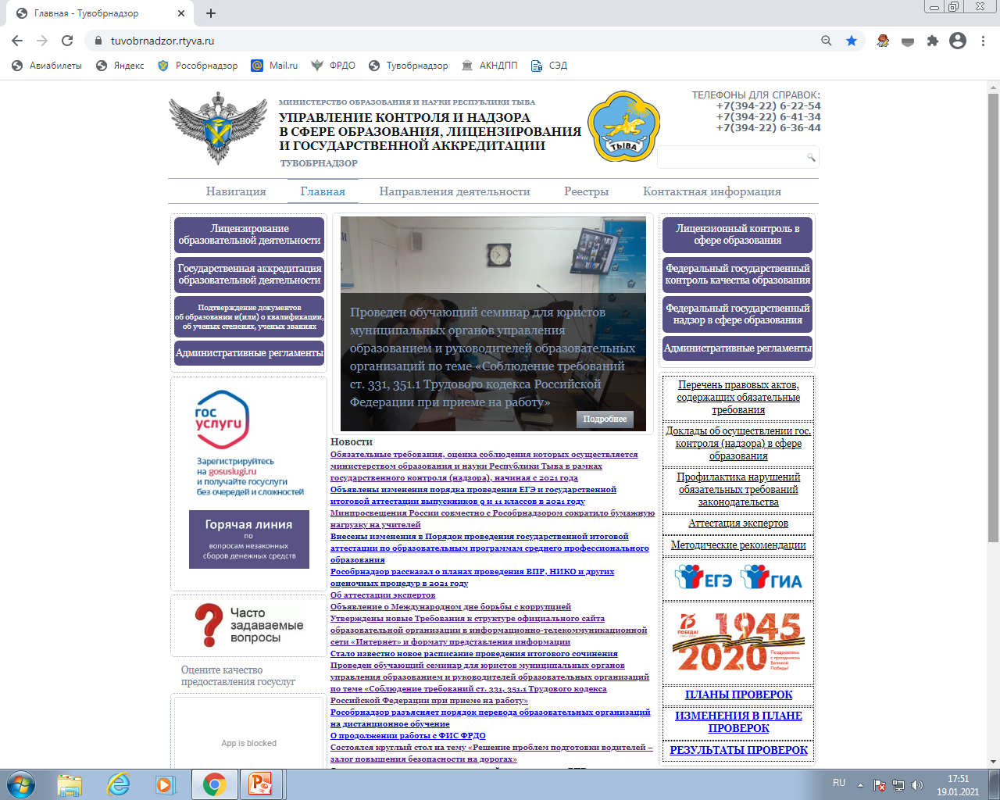 Главная - Тувобрнадзор
tuvobrnadzor.rtyva.ru
Авиабилеты Яндекс Рособрнадзор Mail.ru ФРДО Тувобрнадзор АКНДПП СЭД
МИНИСТЕРСТВО ОБРАЗОВАНИЯ И НАУКИ РЕСПУБЛИКИ ТЫВА
УПРАВЛЕНИЕ КОНТРОЛЯ И НАДЗОРА
В СФЕРЕ ОБРАЗОВАНИЯ, ЛИЦЕНЗИРОВАНИЯ
И ГОСУДАРСТВЕННОЙ АККРЕДИТАЦИИ
ТУВОБРНАДЗОР
ТЫВА
ТЕЛЕФОНЫ ДЛЯ СПРАВОК:
+7(394-22) 6-22-54
+7(394-22) 6-41-34
+7(394-22) 6-36-44
Навигация Главная Направления деятельности Реестры Контактная информация
Лицензирование
образовательной деятельности
Государственная аккредитация
образовательной деятельности
Подтверждение документов
об образовании и(или) о квалификации,
об ученых степенях, ученых званиях
Административные регламенты
гос
услуги
Зарегистрируйтесь
на gosuslugi.ru
и получайте госуслуги
без очередей и сложностей
Горячая линия
по
вопросам незаконных
сборов денежных средств
Часто
задаваемые
вопросы
Оцените качество
предоставления госуслуг
App is blocked
Проведен обучающий семинар для юристов
муниципальных органов управления
образованием и руководителей образовательных
организаций по теме «Соблюдение требований
ст. 331, 351.1 Трудового кодекса Российской
Федерации при приеме на работу»
Подробнее
Новости
Обязательные требования, оценка соблюдения которых осуществляется
министерством образования и науки Республики Тыва в рамках
государственного контроля (надзора), начиная с 2021 года
Объявлены изменения порядка проведения ЕГЭ и государственной
итоговой аттестации выпускников 9 и 11 классов в 2021 году
Минпросвещения России совместно с Рособрнадзором сократило бумажную
нагрузку на учителей
Внесены изменения в Порядок проведения государственной итоговой
аттестации по образовательным программам среднего профессионального
образования
Рособрнадзор рассказал о планах проведения ВПР, НИКО и других
оценочных процедур в 2021 году
Об аттестации экспертов
Объявление о Международном дне борьбы с коррупцией
Утверждены новые Требования к структуре официального сайта
образовательной организации в информационно-телекоммуникационной
сети «Интернет» и формату представления информации
Стало известно новое расписание проведения итогового сочинения
Проведен обучающий семинар для юристов муниципальных органов
управления образованием и руководителей образовательных организаций
по теме «Соблюдение требований ст. 331, 351.1 Трудового кодекса
Российской Федерации при приеме на работу»
Рособрнадзор разъясняет порядок перевода образовательных организаций
на дистанционное обучение
О продолжении работы с ФИС ФРДО
Состоялся круглый стол на тему «Решение проблем подготовки водителей –
залог повышения безопасности на дорогах»
Лицензионный контроль в
сфере образования
Федеральный государственный
контроль качества образования
Федеральный государственный
надзор в сфере образования
Административные регламенты
Перечень правовых актов,
содержащих обязательные
требования
Доклады об осуществлении гос.
контроля (надзора) в сфере
образования
Профилактика нарушений
обязательных требований
законодательства
Аттестация экспертов
Методические рекомендации
ЕГЭ ГИА
ПОБЕДА! 1945
2020
Поздравляем
с праздником
Великой
Победы!
ПЛАНЫ ПРОВЕРОК
ИЗМЕНЕНИЯ В ПЛАНЕ
ПРОВЕРОК
РЕЗУЛЬТАТЫ ПРОВЕРОК
RU
17:51
19.01.2021